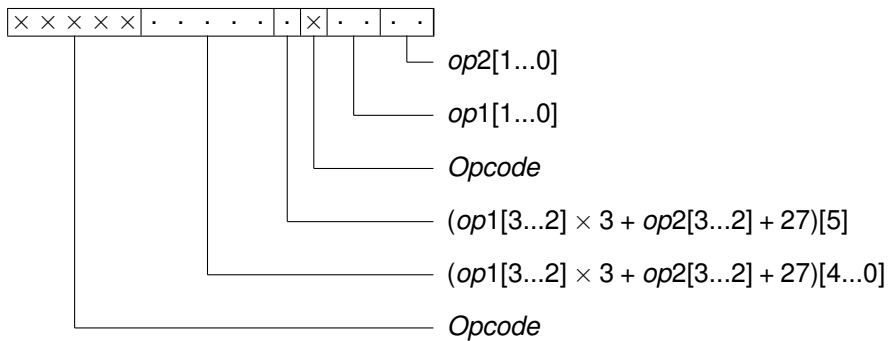 × × × × × · · · · · · × · · · ·
op2[1...0]
op1[1...0]
Opcode
(op1[3...2] × 3 + op2[3...2] + 27)[5]
(op1[3...2] × 3 + op2[3...2] + 27)[4...0]
Opcode